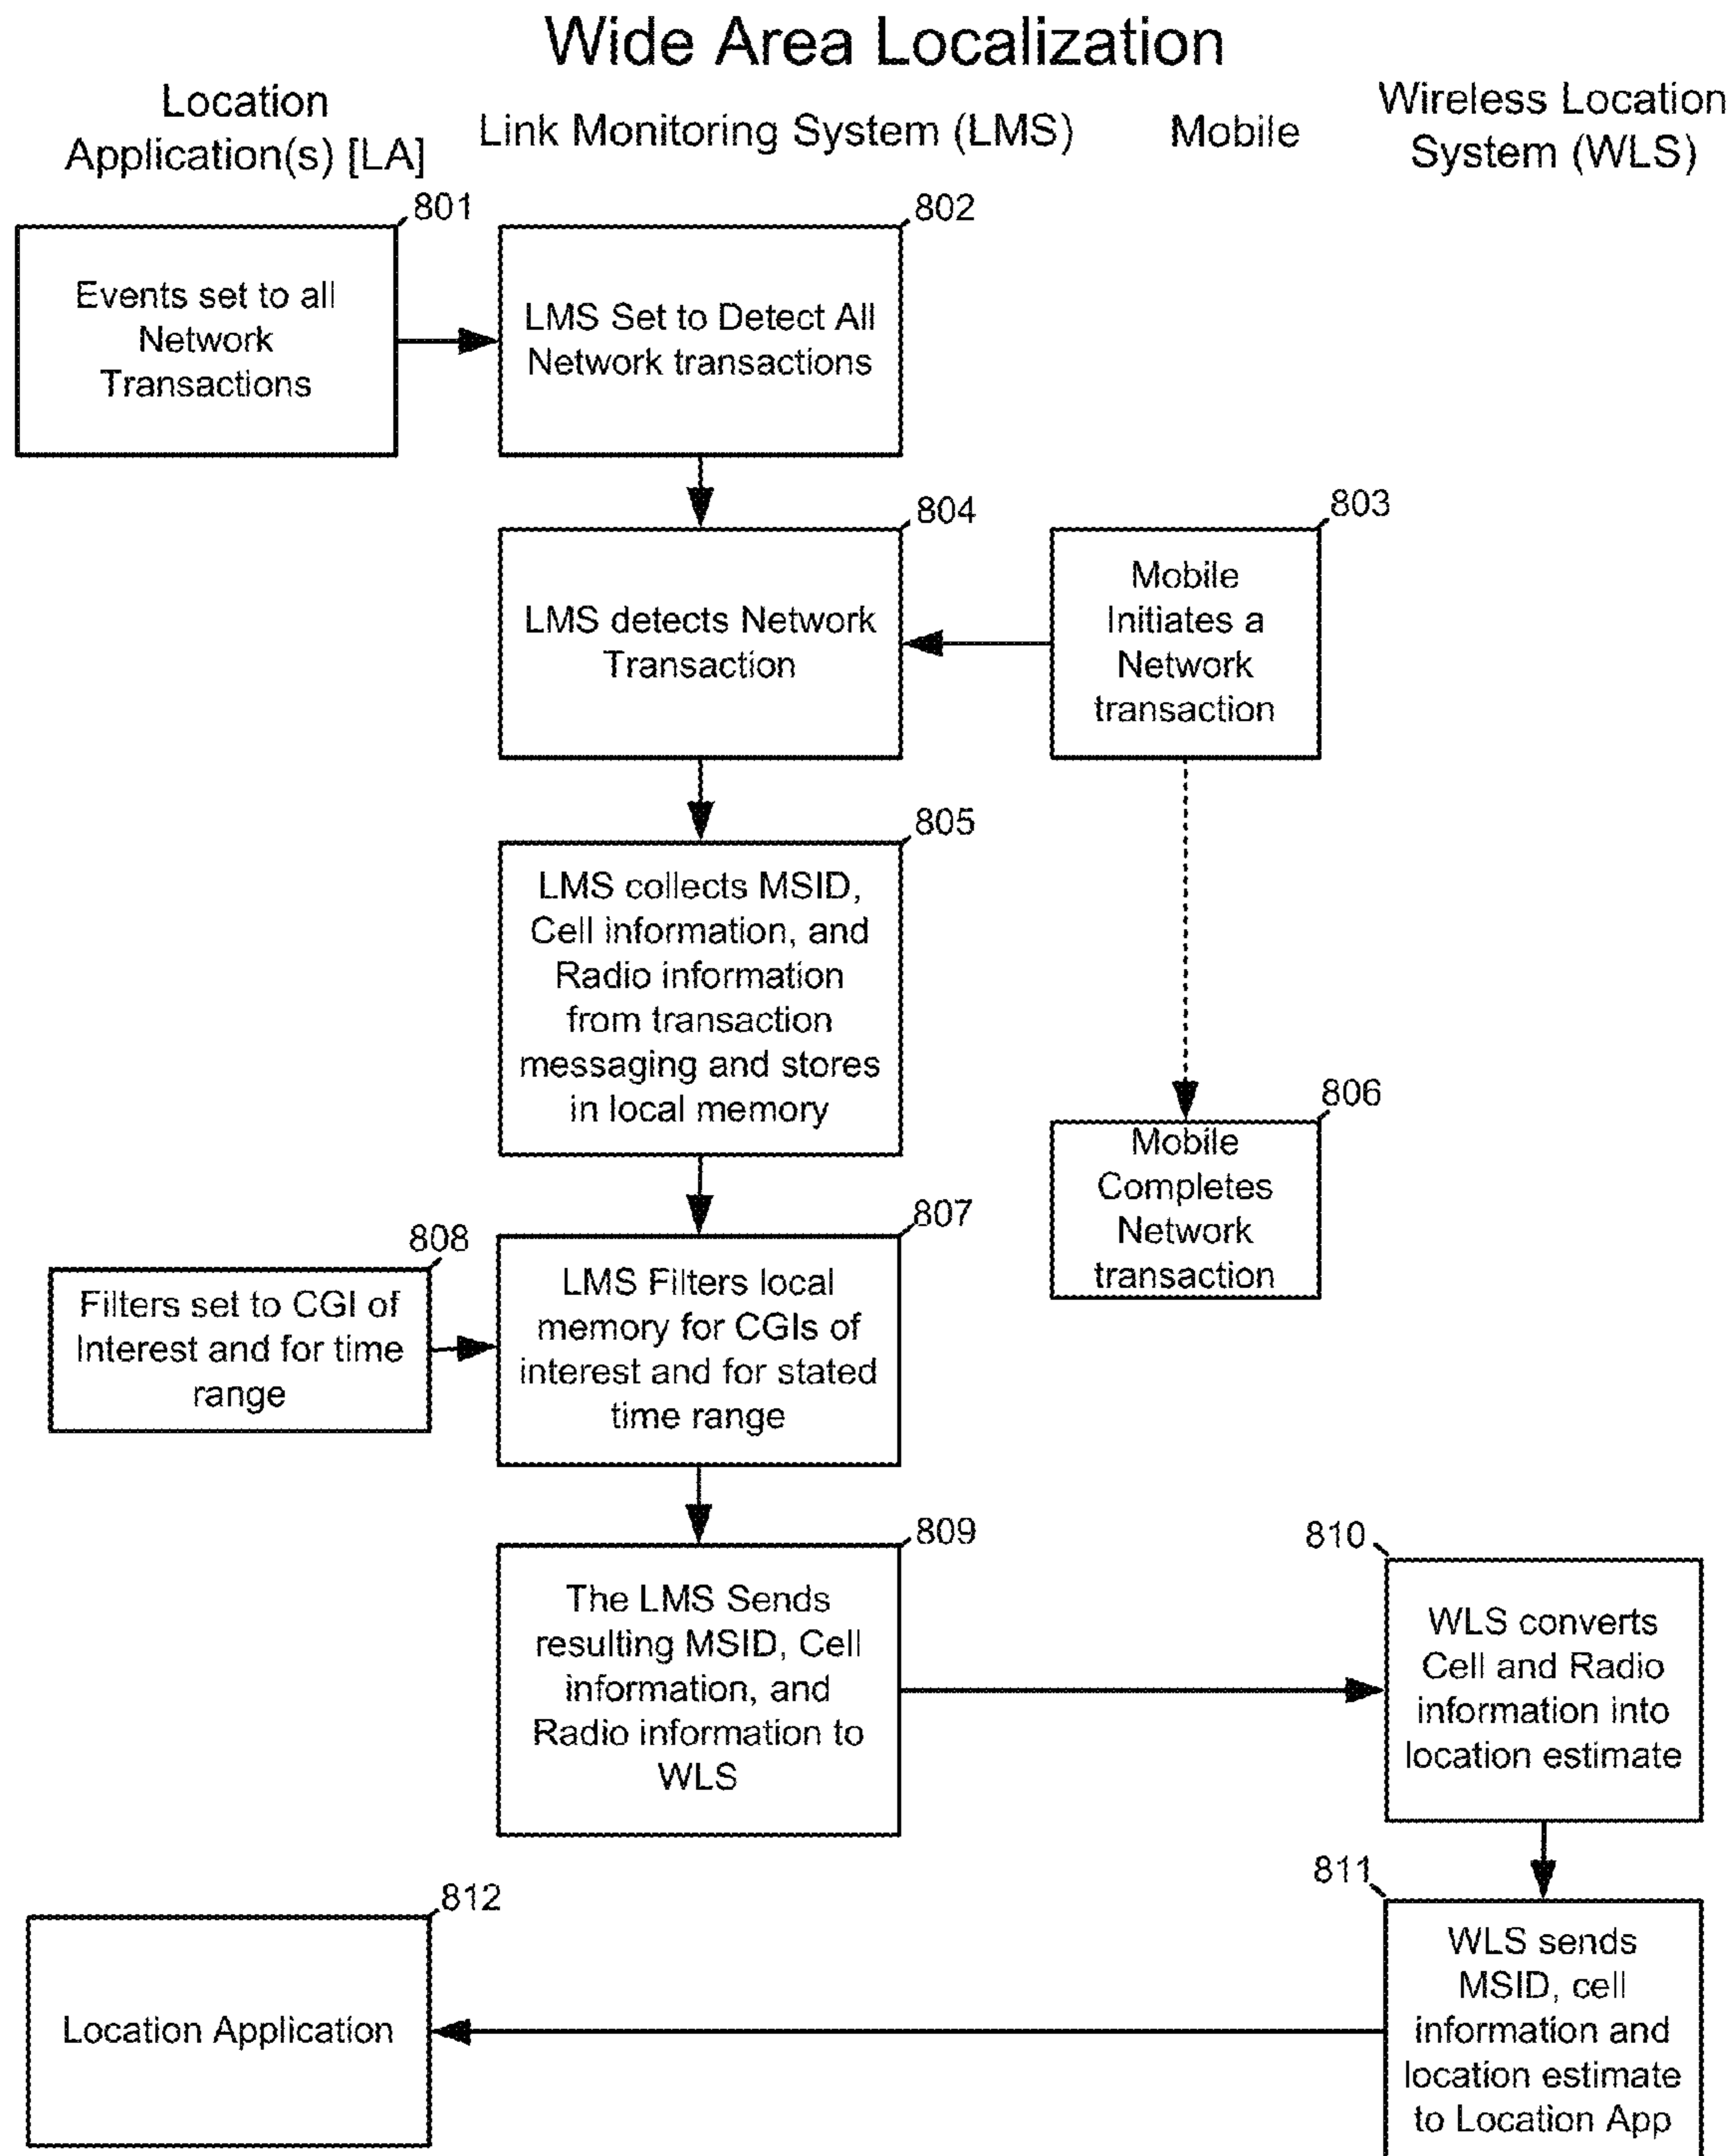 Wide Area Localization
Location
Application(s) [LA]
Link Monitoring System (LMS)
Mobile
Wireless Location
System (WLS)
801
Events set to all
Network
Transactions
802
LMS Set to Detect All
Network transactions
804
LMS detects Network
Transaction
803
Mobile
Initiates a
Network
transaction
805
LMS collects MSID,
Cell information, and
Radio information
from transaction
messaging and stores
in local memory
806
Mobile
Completes
Network
transaction
808
Filters set to CGI of
Interest and for time
range
807
LMS Filters local
memory for CGIs of
interest and for stated
time range
809
The LMS Sends
resulting MSID, Cell
information, and
Radio information to
WLS
810
WLS converts
Cell and Radio
information into
location estimate
811
WLS sends
MSID, cell
information and
location estimate
to Location App
812
Location Application